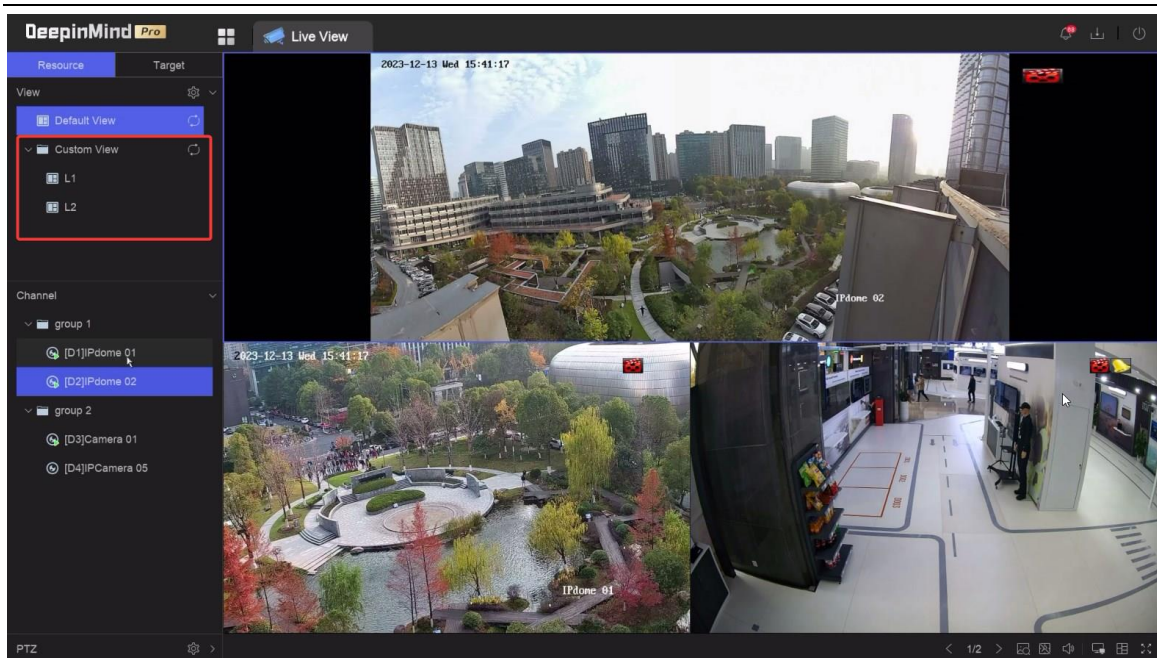 DeepinMind Pro
Live View
Resource Target
View
Default View
Custom View
L1
L2
Channel
group 1
[D1]IPdome 01
[D2]IPdome 02
group 2
[D3]Camera 01
[D4]IPCamera 05
PTZ
2023-12-13 Wed 15:41:17
IPdome 02
2023-12-13 Wed 15:41:17
IPdome 01
1/2